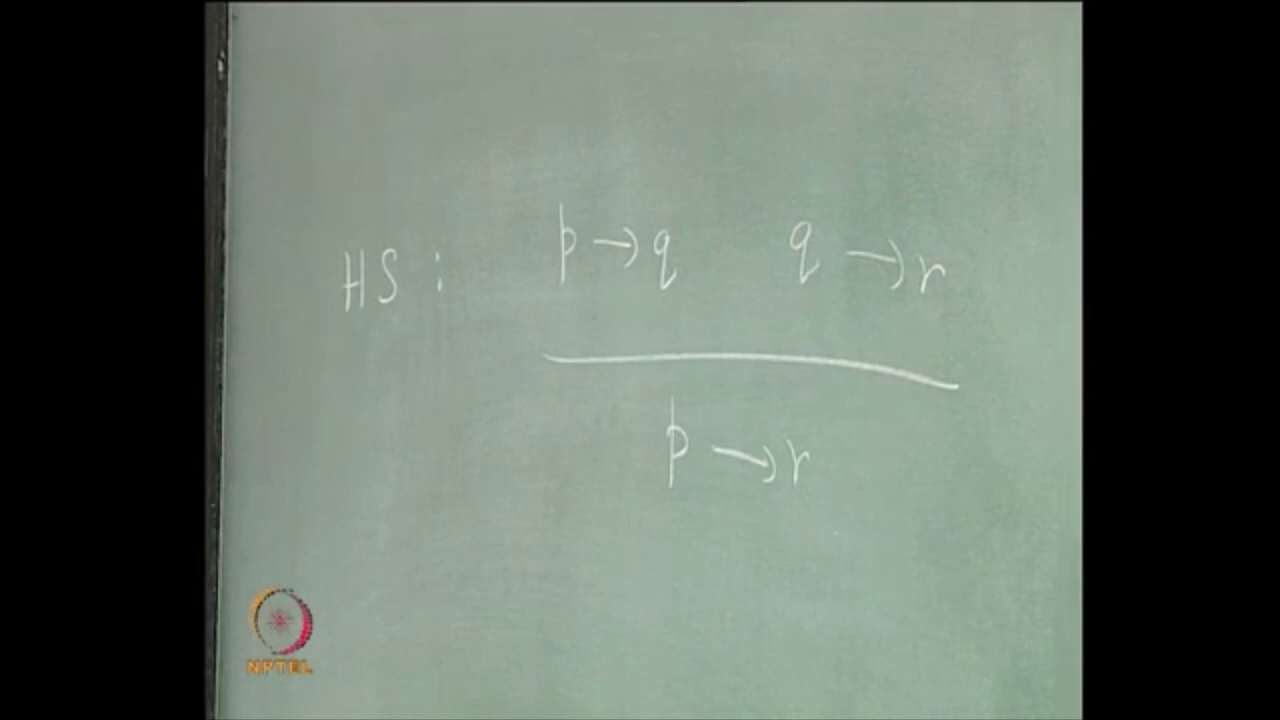 HS : p → q q → r
p → r
NPTEL